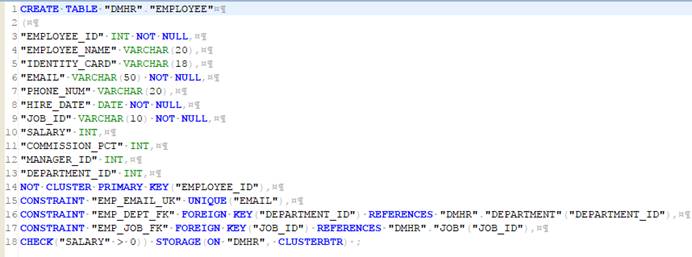 1 CREATE TABLE "DMHR"."EMPLOYEE"¤¶
2 (¤¶
3 "EMPLOYEE_ID" INT NOT NULL,¤¶
4 "EMPLOYEE_NAME" VARCHAR(20),¤¶
5 "IDENTITY_CARD" VARCHAR(18),¤¶
6 "EMAIL" VARCHAR(50) NOT NULL,¤¶
7 "PHONE_NUM" VARCHAR(20),¤¶
8 "HIRE_DATE" DATE NOT NULL,¤¶
9 "JOB_ID" VARCHAR(10) NOT NULL,¤¶
10 "SALARY" INT,¤¶
11 "COMMISSION_PCT" INT,¤¶
12 "MANAGER_ID" INT,¤¶
13 "DEPARTMENT_ID" INT,¤¶
14 NOT CLUSTER PRIMARY KEY("EMPLOYEE_ID"),¤¶
15 CONSTRAINT "EMP_EMAIL_UK" UNIQUE("EMAIL"),¤¶
16 CONSTRAINT "EMP_DEPT_FK" FOREIGN KEY("DEPARTMENT_ID") REFERENCES "DMHR"."DEPARTMENT"("DEPARTMENT_ID"),¤¶
17 CONSTRAINT "EMP_JOB_FK" FOREIGN KEY("JOB_ID") REFERENCES "DMHR"."JOB"("JOB_ID"),¤¶
18 CHECK("SALARY" > 0)) STORAGE(ON "DMHR", CLUSTERBTR) ;